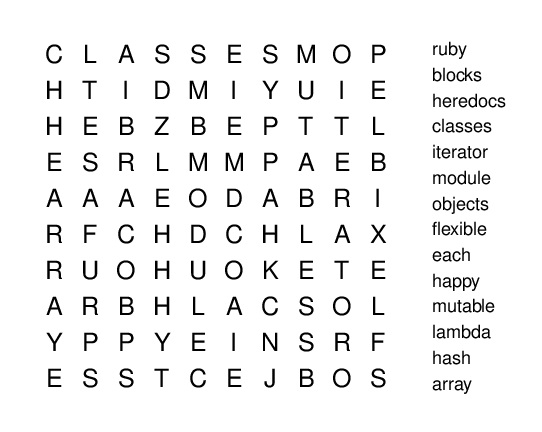 C L A S S E S M O P
H T I D M I Y U I E
H E B Z B E P T T L
E S R L M M P A E B
A A A E O D A B R I
R F C H D C H L A X
R U O H U O K E T E
A R B H L A C S O L
Y P P Y E I N S R F
E S S T C E J B O S
ruby
blocks
heredocs
classes
iterator
module
objects
flexible
each
happy
mutable
lambda
hash
array